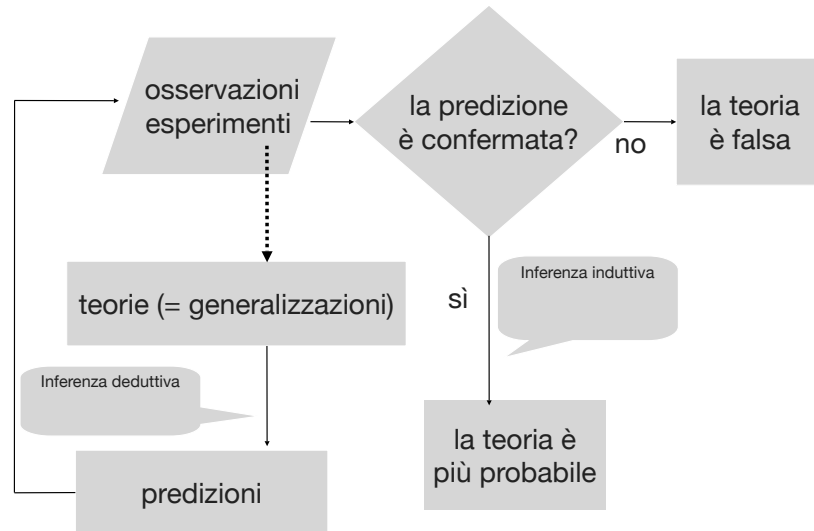 osservazioni
esperimenti
la predizione
è confermata?
no
la teoria
è falsa
teorie (= generalizzazioni)
sì
Inferenza induttiva
Inferenza deduttiva
la teoria è
più probabile
predizioni